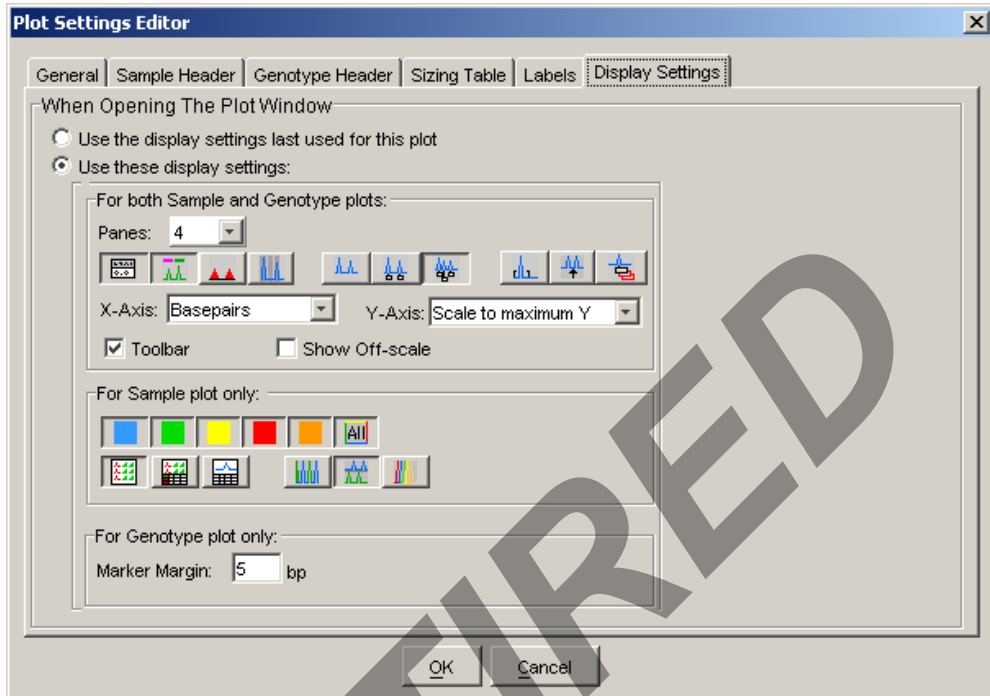 Plot Settings Editor
General Sample Header Genotype Header Sizing Table Labels Display Settings
When Opening The Plot Window
Use the display settings last used for this plot
Use these display settings:
For both Sample and Genotype plots:
Panes: 4
X-Axis: Basepairs Y-Axis: Scale to maximum Y
Toolbar Show Off-scale
For Sample plot only:
All
For Genotype plot only:
Marker Margin: 5 bp
OK Cancel
TIRED